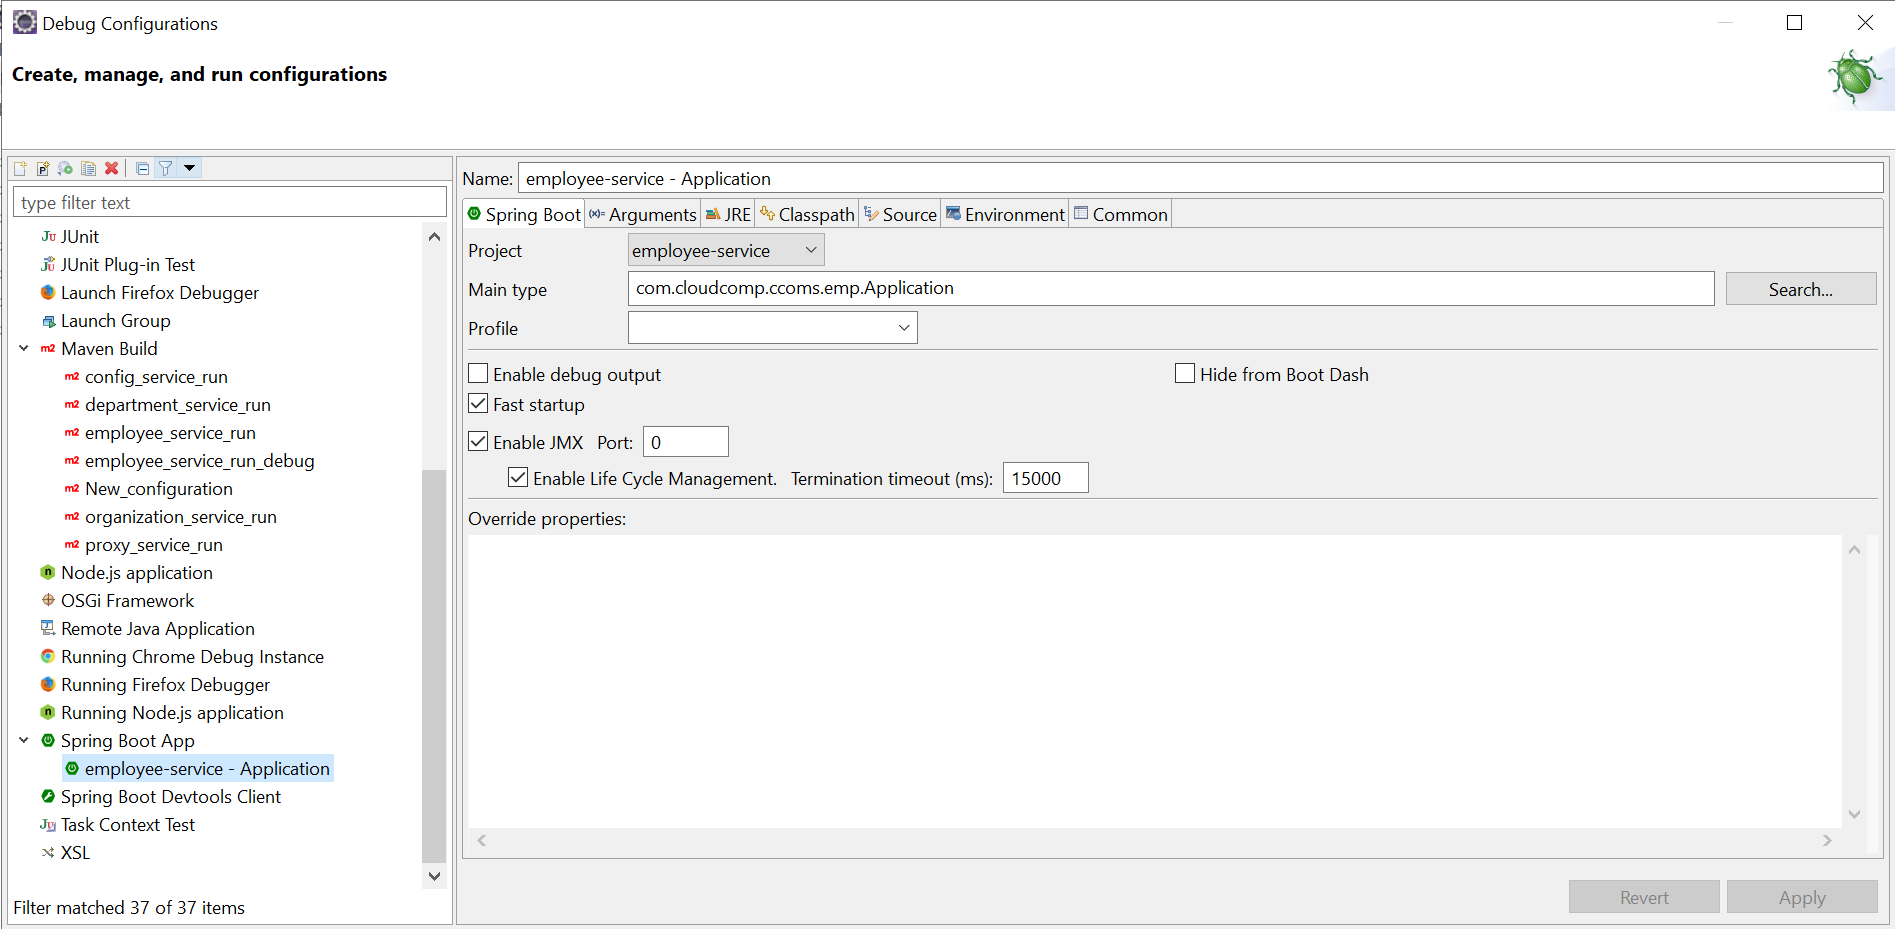 Debug Configurations
Create, manage, and run configurations
type filter text
JUnit
JUnit Plug-in Test
Launch Firefox Debugger
Launch Group
Maven Build
config_service_run
department_service_run
employee_service_run
employee_service_run_debug
New_configuration
organization_service_run
proxy_service_run
Node.js application
OSGi Framework
Remote Java Application
Running Chrome Debug Instance
Running Firefox Debugger
Running Node.js application
Spring Boot App
employee-service - Application
Spring Boot Devtools Client
Task Context Test
XSL
Filter matched 37 of 37 items
Name: employee-service - Application
Spring Boot Arguments JRE Classpath Source Environment Common
Project employee-service
Main type com.cloudcomp.ccoms.emp.Application Search...
Profile
Enable debug output Hide from Boot Dash
Fast startup
Enable JMX Port: 0
Enable Life Cycle Management. Termination timeout (ms): 15000
Override properties:
Revert Apply